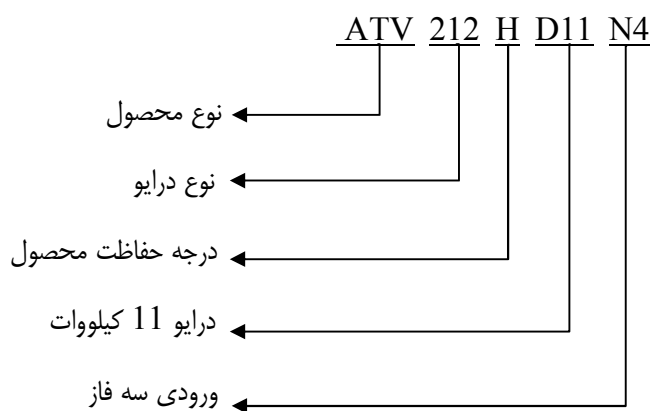 ATV 212 H D11 N4
نوع محصول
نوع درایو
درجه حفاظت محصول
درایو 11 کیلووات
ورودی سه فاز